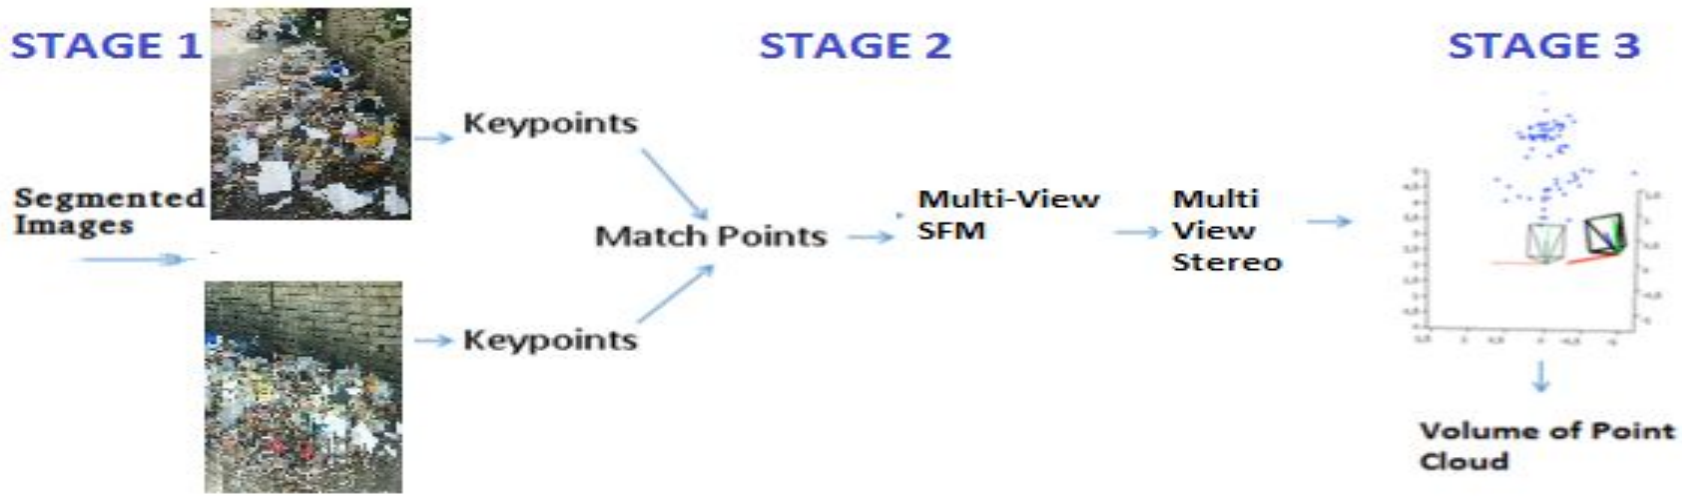 STAGE 1
STAGE 2
STAGE 3
Segmented
Images
Keypoints
Keypoints
Match Points
Multi-View
SFM
Multi
View
Stereo
Volume of Point
Cloud